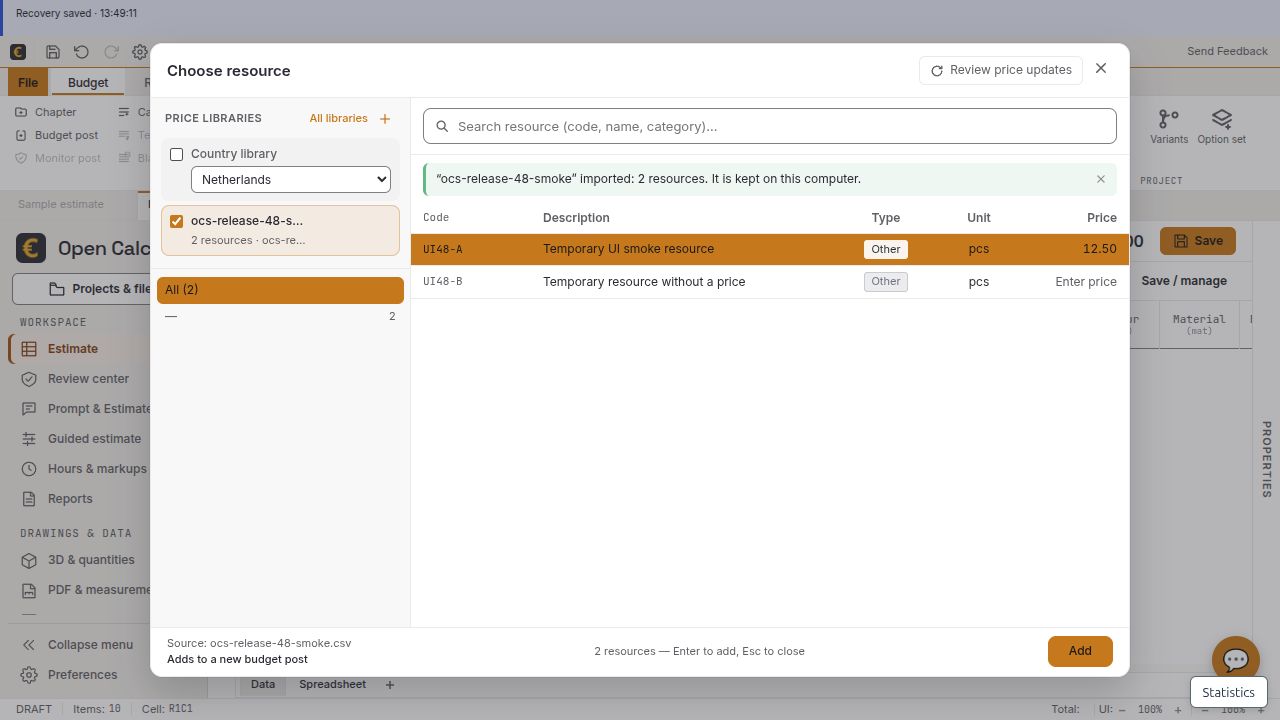 Recovery saved · 13:49:11
Send Feedback
File
Budget
Chapter
Budget post
Monitor post
Variants
Option set
PROJECT
Sample estimate
Open Calc
Save
Projects & file
Save / manage
WORKSPACE
Material
(mat)
Estimate
Review center
Prompt & Estimate
Guided estimate
Hours & markups
Reports
DRAWINGS & DATA
3D & quantities
PDF & measureme
Collapse menu
Preferences
PROPERTIES
Choose resource
Review price updates
PRICE LIBRARIES
All libraries
Country library
Netherlands
ocs-release-48-s...
2 resources · ocs-re...
All (2)
— 2
Search resource (code, name, category)...
“ocs-release-48-smoke” imported: 2 resources. It is kept on this computer.
Code Description Type Unit Price
UI48-A Temporary UI smoke resource Other pcs 12.50
UI48-B Temporary resource without a price Other pcs Enter price
Source: ocs-release-48-smoke.csv
Adds to a new budget post
2 resources — Enter to add, Esc to close
Add
Data Spreadsheet +
Statistics
DRAFT Items: 10 Cell: R1C1
Total: UI: − 100% +